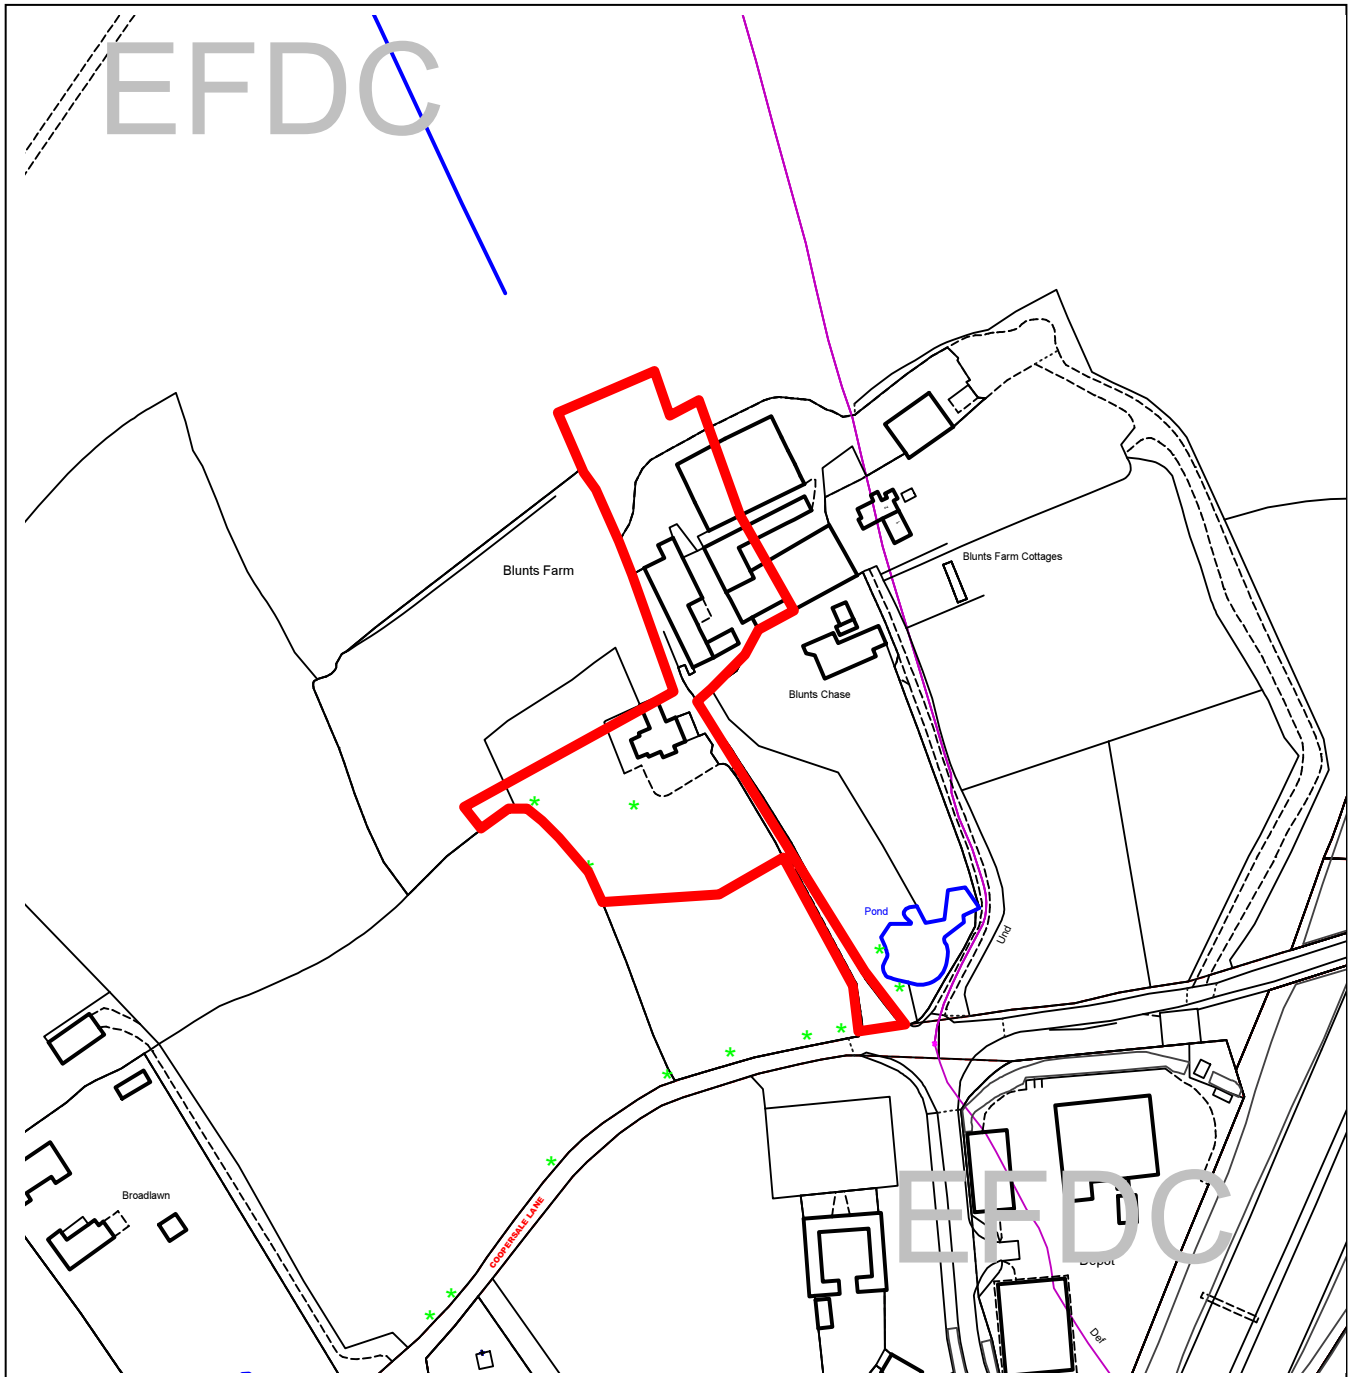 EFDC
Blunts Farm
Blunts Farm Cottages
Blunts Chase
Pond
Und
Broadlawn
COOPERSALE LANE
EFDC
Depot
Def